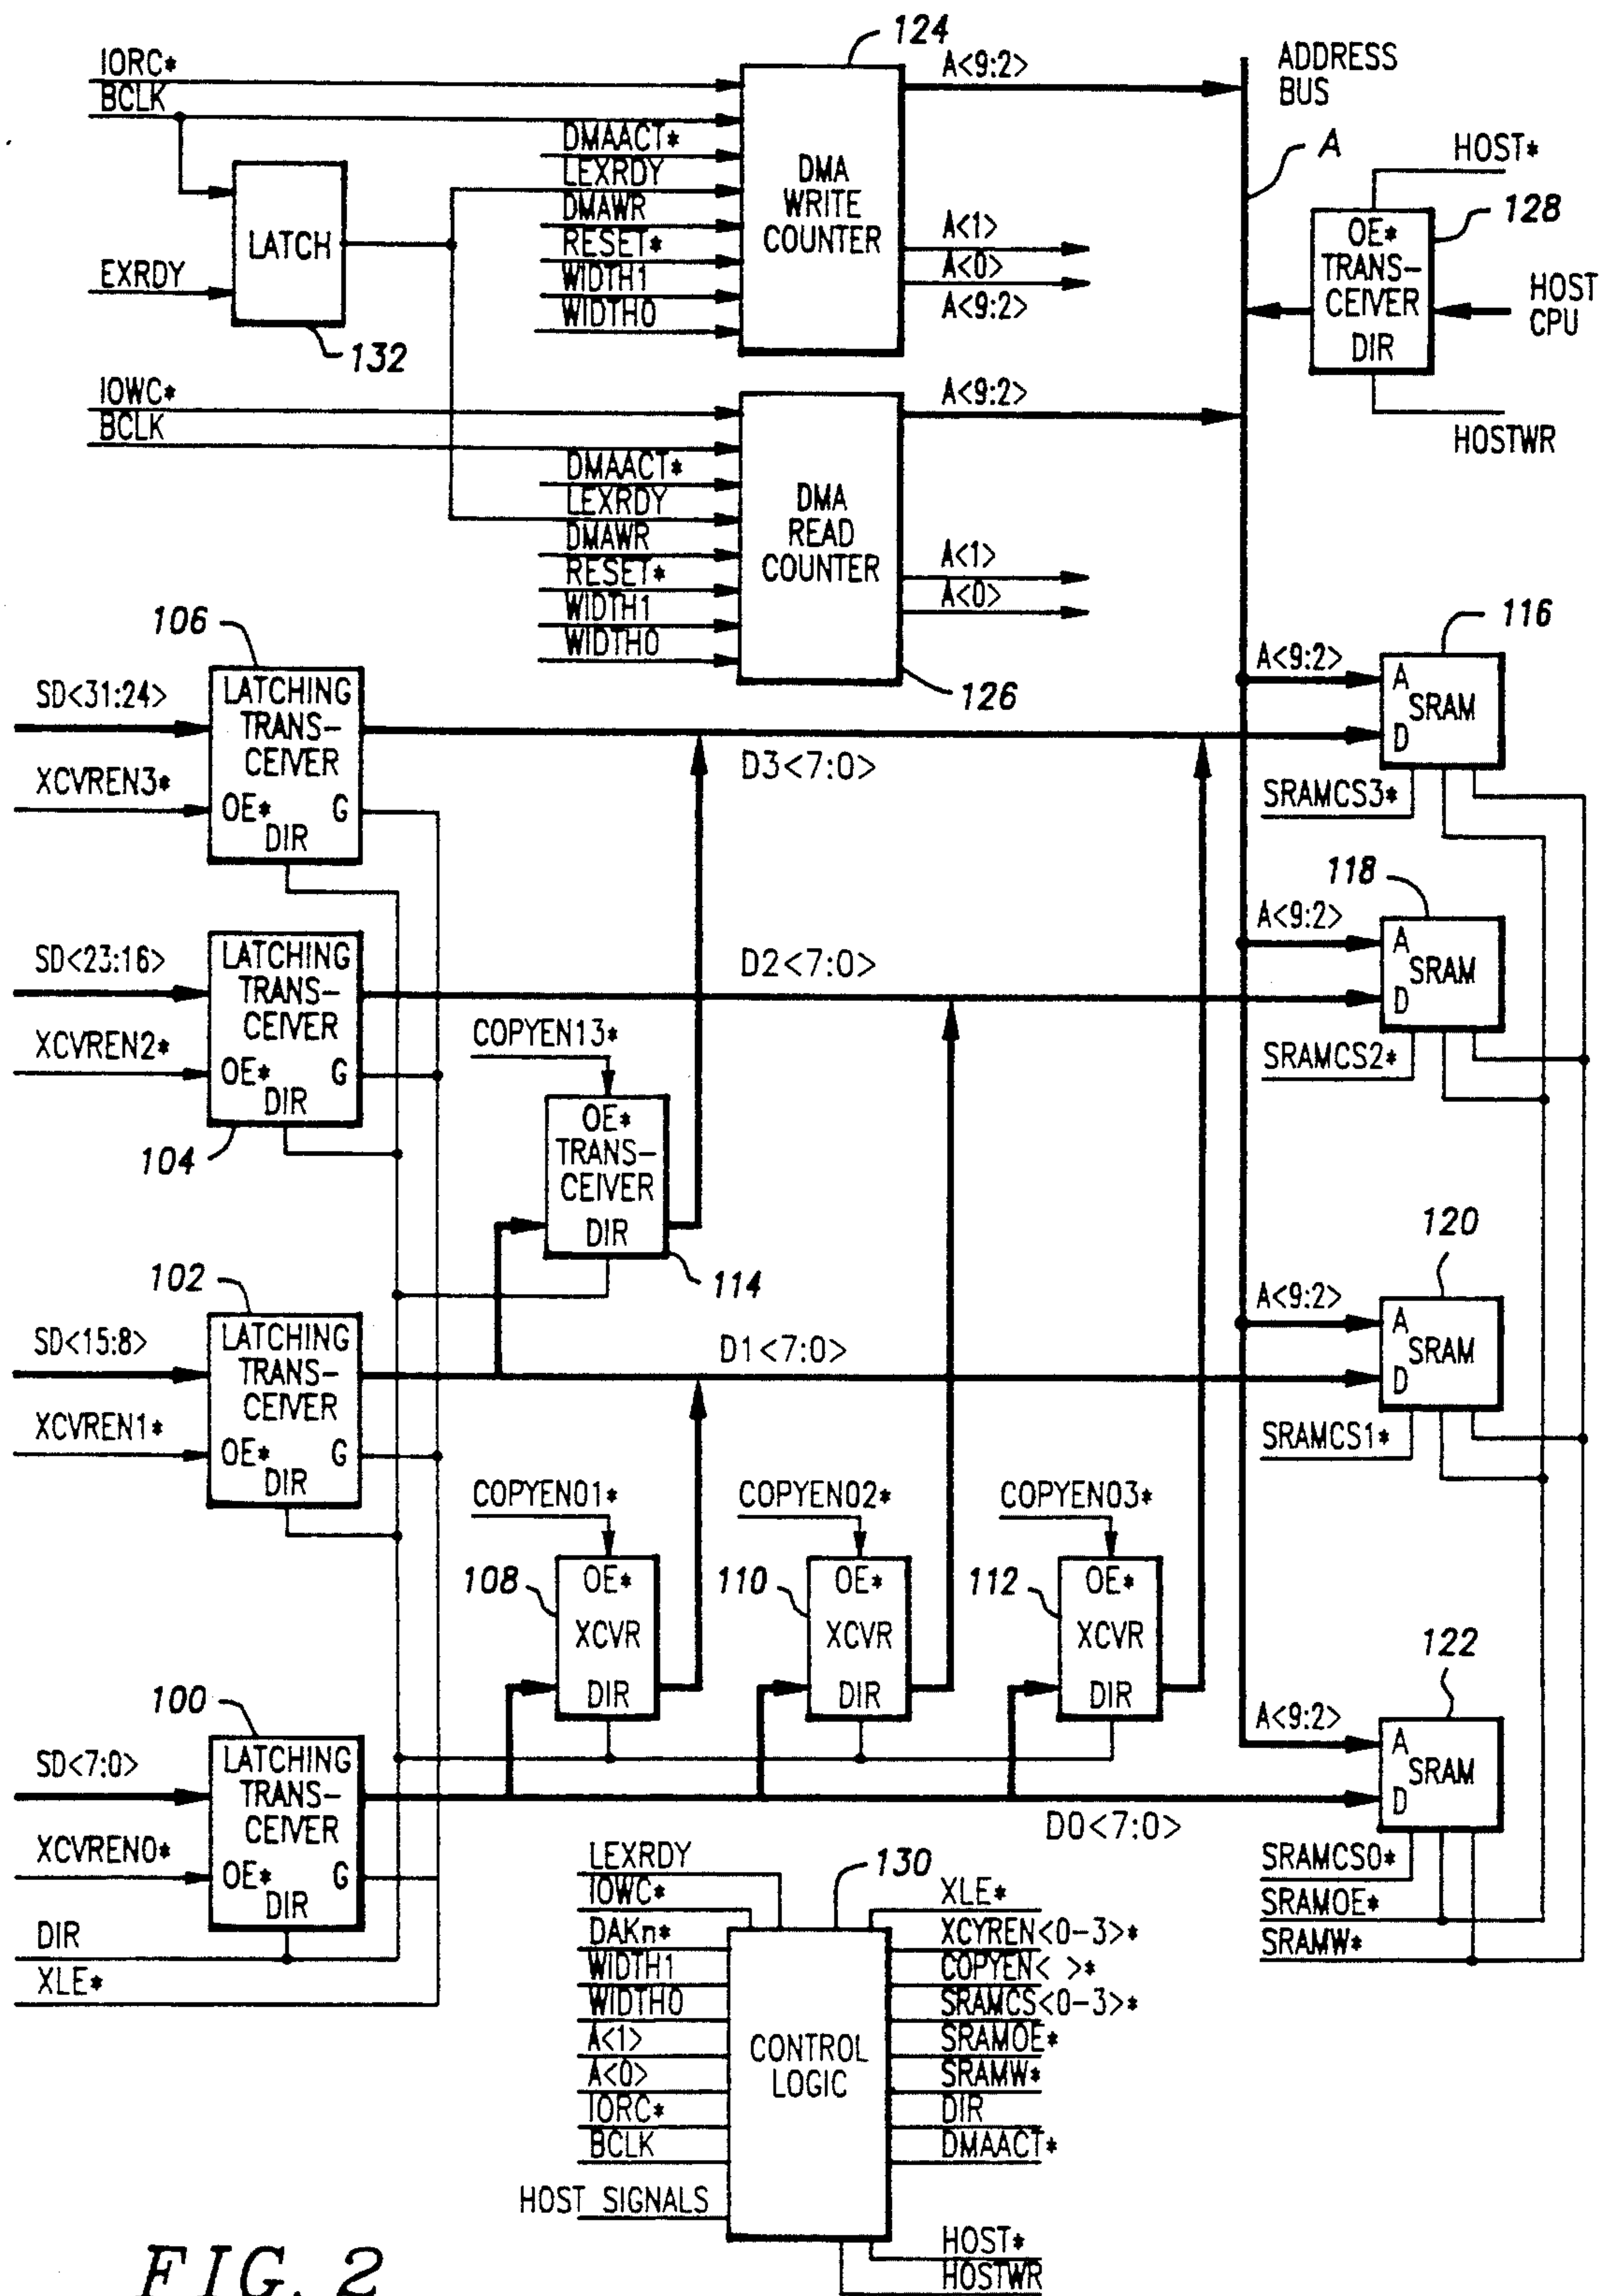 124
IORC*
BCLK
A<9:2>
ADDRESS
BUS
DMAACT*
LEXRDY
DMAWR
RESET*
WIDTH1
WIDTH0
DMA
WRITE
COUNTER
A
HOST*
128
LATCH
EXRDY
132
A<1>
A<0>
A<9:2>
OE*
TRANS-
CEIVER
DIR
HOST
CPU
HOSTWR
IOWC*
BCLK
A<9:2>
DMAACT*
LEXRDY
DMAWR
RESET*
WIDTH1
WIDTH0
DMA
READ
COUNTER
A<1>
A<0>
126
106
SD<31:24>
XCVREN3*
LATCHING
TRANS-
CEIVER
OE* G
DIR
D3<7:0>
116
A<9:2>
A
SRAM
D
SRAMCS3*
SD<23:16>
XCVREN2*
LATCHING
TRANS-
CEIVER
OE* G
DIR
104
D2<7:0>
118
A<9:2>
A
SRAM
D
SRAMCS2*
COPYEN13*
OE*
TRANS-
CEIVER
DIR
114
102
SD<15:8>
XCVREN1*
LATCHING
TRANS-
CEIVER
OE* G
DIR
D1<7:0>
120
A<9:2>
A
SRAM
D
SRAMCS1*
COPYEN01*
COPYEN02*
COPYEN03*
108
OE*
XCVR
DIR
110
OE*
XCVR
DIR
112
OE*
XCVR
DIR
100
SD<7:0>
XCVREN0*
LATCHING
TRANS-
CEIVER
OE* G
DIR
DIR
XLE*
D0<7:0>
122
A<9:2>
A
SRAM
D
SRAMCS0*
SRAMOE*
SRAMW*
130
LEXRDY
IOWC*
DAKn*
WIDTH1
WIDTH0
A<1>
A<0>
IORC*
BCLK
HOST SIGNALS
CONTROL
LOGIC
XLE*
XCYREN<0-3>*
COPYEN< >*
SRAMCS<0-3>*
SRAMOE*
SRAMW*
DIR
DMAACT*
HOST*
HOSTWR
FIG. 2